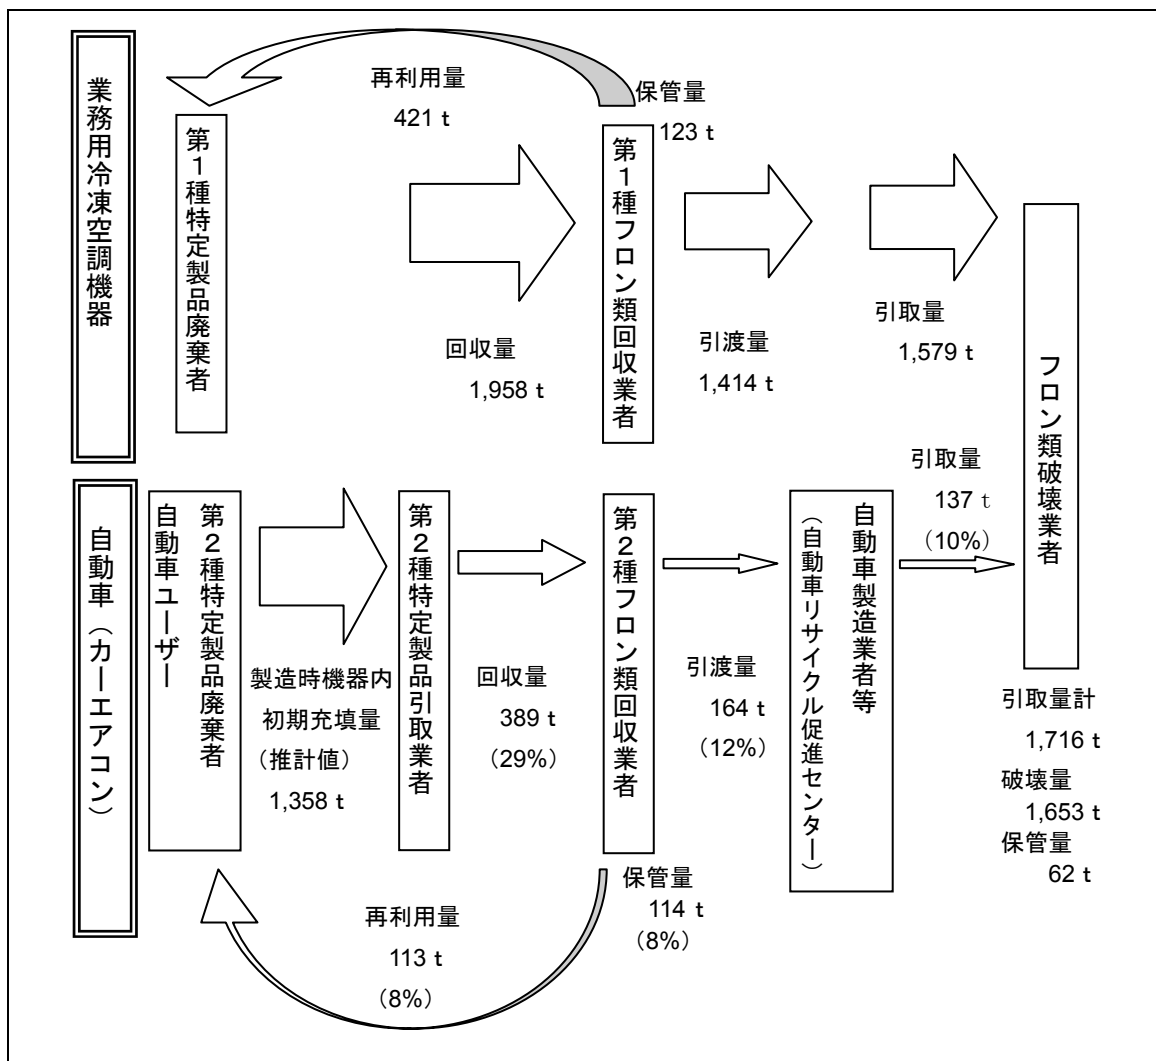 業務用冷凍空調機器
第1種特定製品廃棄者
再利用量
421 t
回収量
1,958 t
第1種フロン類回収業者
保管量
123 t
引渡量
1,414 t
引取量
1,579 t
フロン類破壊業者
自動車（カーエアコン）
第2種特定製品廃棄者
自動車ユーザー
製造時機器内
初期充填量
(推計値)
1,358 t
第2種特定製品引取業者
回収量
389 t
(29%)
第2種フロン類回収業者
引渡量
164 t
(12%)
自動車製造業者等
（自動車リサイクル促進センター）
引取量
137 t
(10%)
引取量計
1,716 t
破壊量
1,653 t
保管量
62 t
保管量
114 t
(8%)
再利用量
113 t
(8%)